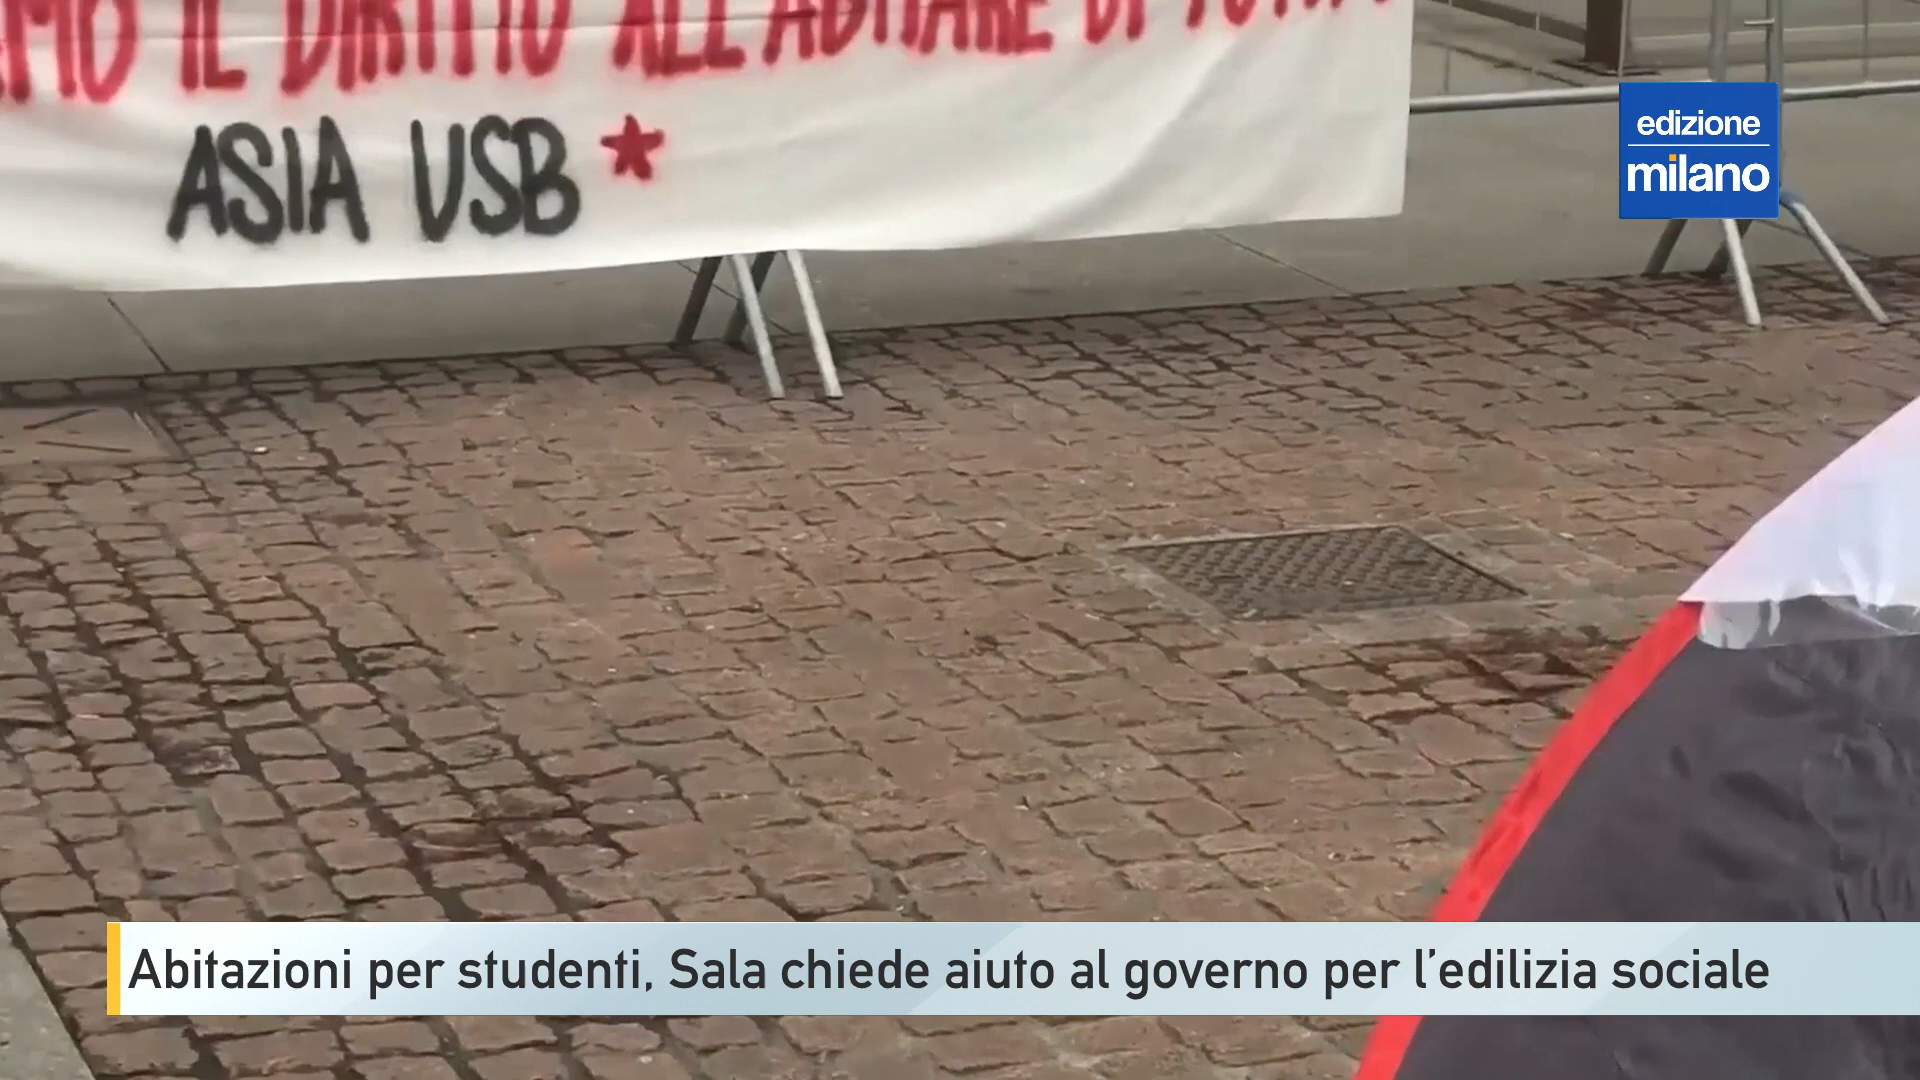 IL DIRITTO ALL'ABITARE DI
ASIA USB
edizione
milano
Abitazioni per studenti, Sala chiede aiuto al governo per l'edilizia sociale